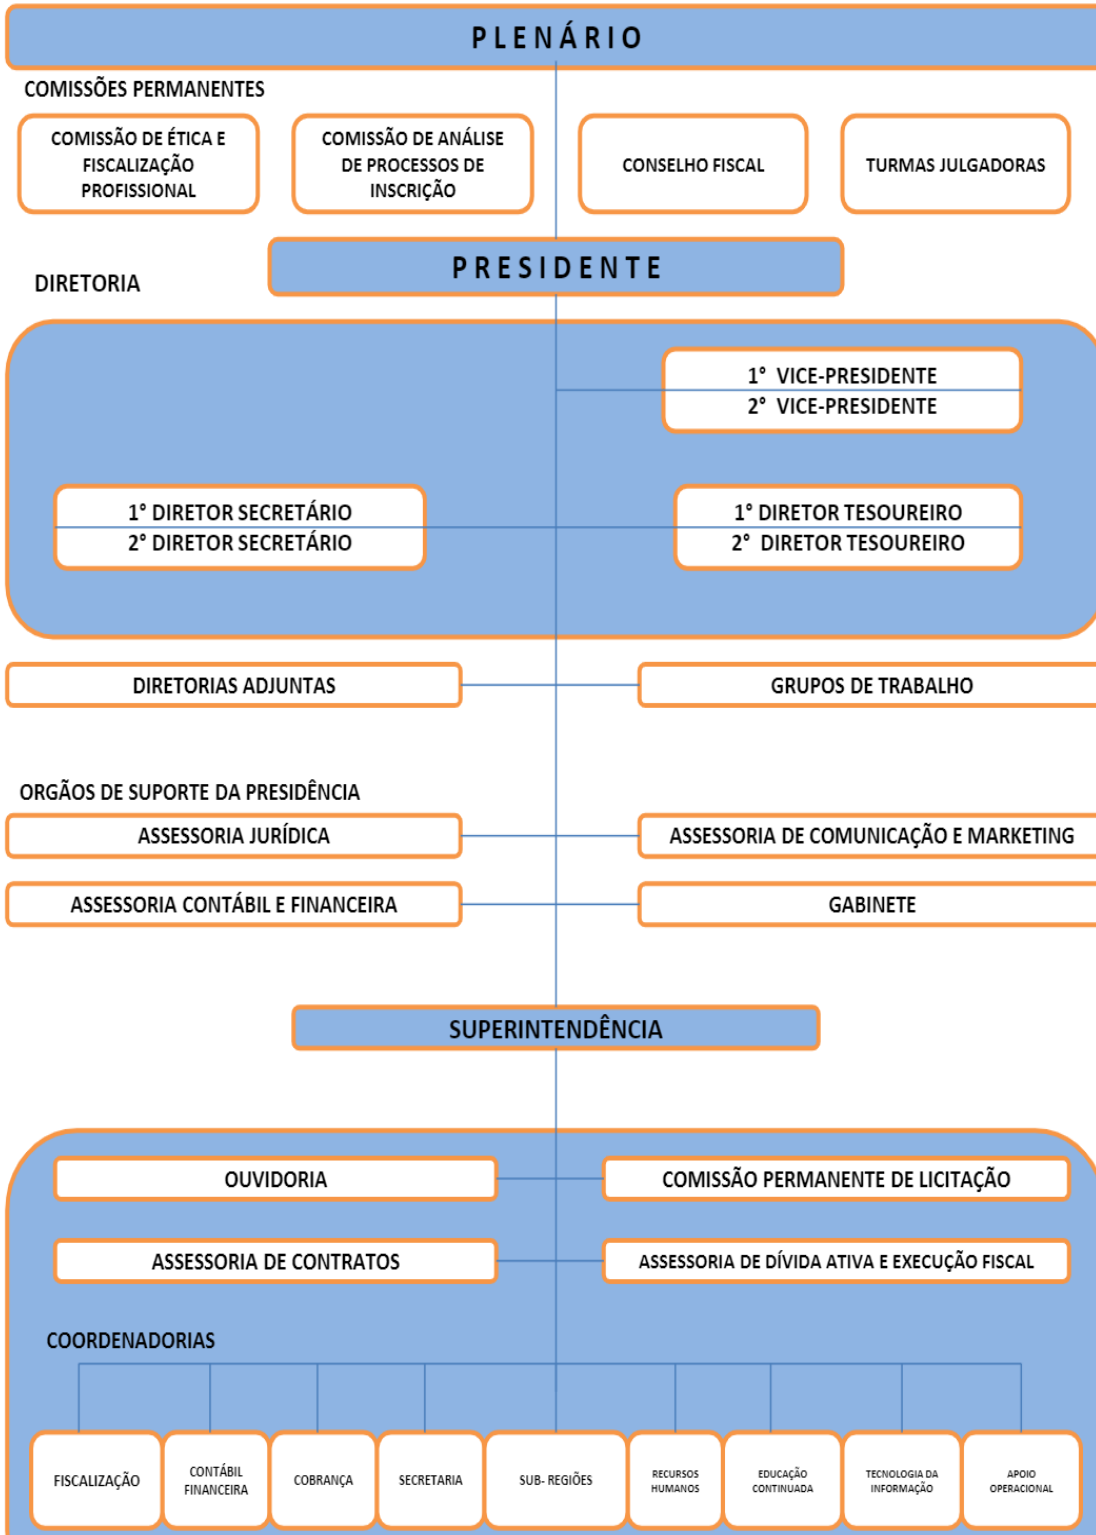 PLENÁRIO
COMISSÕES PERMANENTES
COMISSÃO DE ÉTICA E
FISCALIZAÇÃO
PROFISSIONAL
COMISSÃO DE ANÁLISE
DE PROCESSOS DE
INSCRIÇÃO
CONSELHO FISCAL
TURMAS JULGADORAS
PRESIDENTE
DIRETORIA
1° VICE-PRESIDENTE
2° VICE-PRESIDENTE
1° DIRETOR SECRETÁRIO
2° DIRETOR SECRETÁRIO
1° DIRETOR TESOUREIRO
2° DIRETOR TESOUREIRO
DIRETORIAS ADJUNTAS
GRUPOS DE TRABALHO
ORGÃOS DE SUPORTE DA PRESIDÊNCIA
ASSESSORIA JURÍDICA
ASSESSORIA DE COMUNICAÇÃO E MARKETING
ASSESSORIA CONTÁBIL E FINANCEIRA
GABINETE
SUPERINTENDÊNCIA
OUVIDORIA
COMISSÃO PERMANENTE DE LICITAÇÃO
ASSESSORIA DE CONTRATOS
ASSESSORIA DE DÍVIDA ATIVA E EXECUÇÃO FISCAL
COORDENADORIAS
FISCALIZAÇÃO
CONTÁBIL
FINANCEIRA
COBRANÇA
SECRETARIA
SUB- REGIÕES
RECURSOS
HUMANOS
EDUCAÇÃO
CONTINUADA
TECNOLOGIA DA
INFORMAÇÃO
APOIO
OPERACIONAL